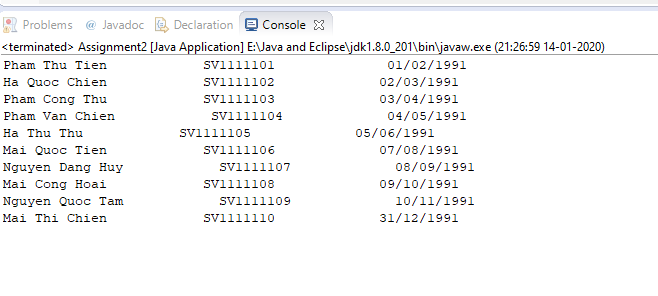 Problems @ Javadoc Declaration Console
<terminated> Assignment2 [Java Application] E:\Java and Eclipse\jdk1.8.0_201\bin\javaw.exe (21:26:59 14-01-2020)
Pham Thu Tien SV1111101 01/02/1991
Ha Quoc Chien SV1111102 02/03/1991
Pham Cong Thu SV1111103 03/04/1991
Pham Van Chien SV1111104 04/05/1991
Ha Thu Thu SV1111105 05/06/1991
Mai Quoc Tien SV1111106 07/08/1991
Nguyen Dang Huy SV1111107 08/09/1991
Mai Cong Hoai SV1111108 09/10/1991
Nguyen Quoc Tam SV1111109 10/11/1991
Mai Thi Chien SV1111110 31/12/1991